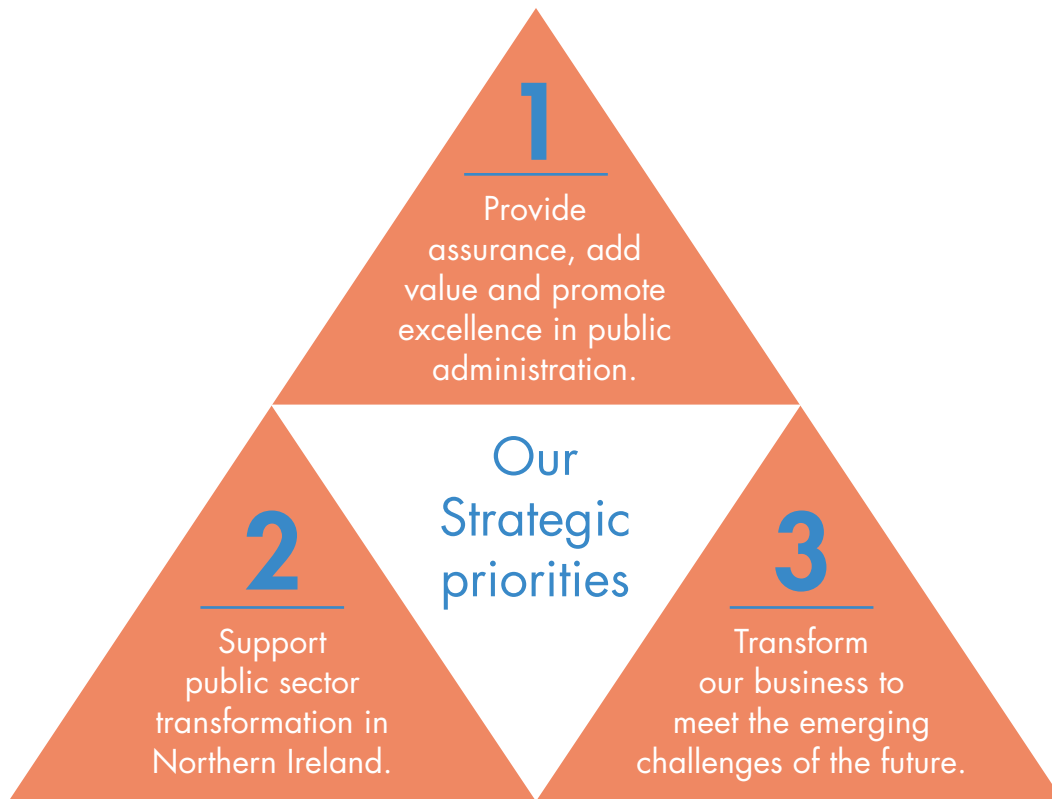 1
Provide
assurance, add
value and promote
excellence in public
administration.
Our
Strategic
priorities
2
Support
public sector
transformation in
Northern Ireland.
3
Transform
our business to
meet the emerging
challenges of the future.